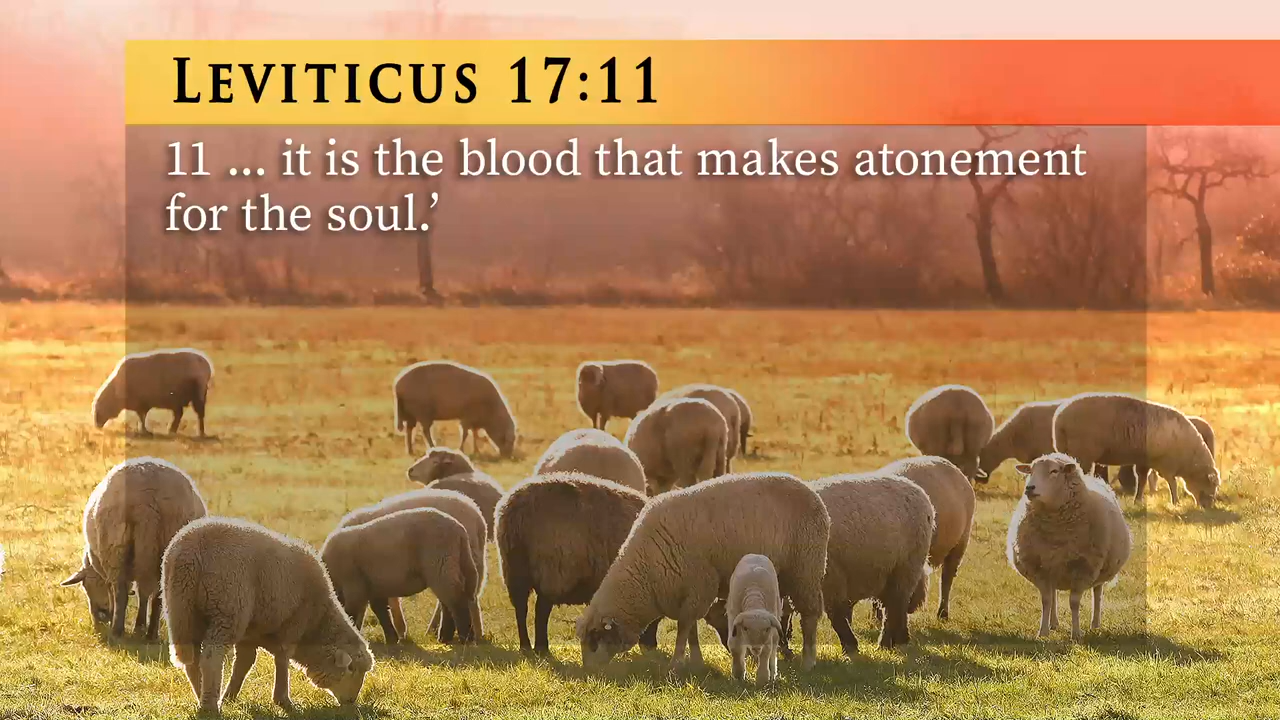 LEVITICUS 17:11
11 ... it is the blood that makes atonement
for the soul.’